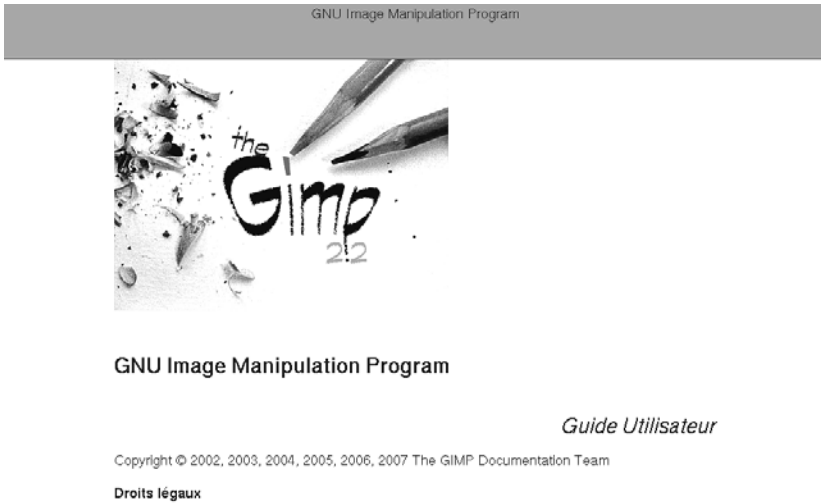 GNU Image Manipulation Program
the
Gimp
2.2
GNU Image Manipulation Program
Guide Utilisateur
Copyright © 2002, 2003, 2004, 2005, 2006, 2007 The GIMP Documentation Team
Droits légaux